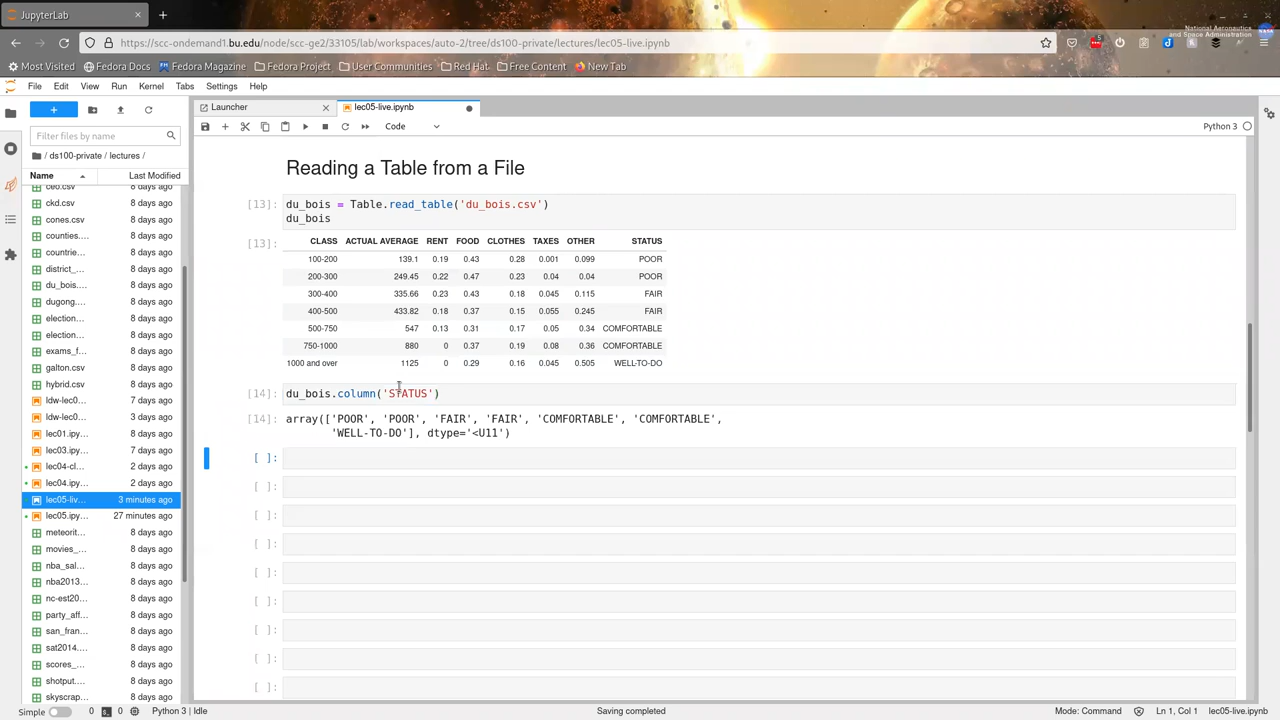 JupyterLab
National Aeronautics
and Space Administration
https://scc-ondemand1.bu.edu/node/scc-ge2/33105/lab/workspaces/auto-2/tree/ds100-private/lectures/lec05-live.ipynb
Most Visited Fedora Docs Fedora Magazine Fedora Project User Communities Red Hat Free Content New Tab
File Edit View Run Kernel Tabs Settings Help
Launcher lec05-live.ipynb
Code Python 3
Filter files by name
/ ds100-private / lectures /
Name Last Modified
ceo.csv 8 days ago
ckd.csv 8 days ago
cones.csv 8 days ago
counties.... 8 days ago
countrie... 8 days ago
district_... 8 days ago
du_bois.... 8 days ago
dugong.... 8 days ago
election... 8 days ago
election... 8 days ago
exams_f... 8 days ago
galton.csv 8 days ago
hybrid.csv 8 days ago
ldw-lec0... 7 days ago
ldw-lec0... 3 days ago
lec01.ipy... 8 days ago
lec03.ipy... 7 days ago
lec04-cl... 2 days ago
lec04.ipy... 2 days ago
lec05-liv... 3 minutes ago
lec05.ipy... 27 minutes ago
meteorit... 8 days ago
movies_... 8 days ago
nba_sal... 8 days ago
nba2013... 8 days ago
nc-est20... 8 days ago
party_aff... 8 days ago
san_fran... 8 days ago
sat2014.... 8 days ago
scores_... 8 days ago
shotput.... 8 days ago
skyscrap... 8 days ago
Reading a Table from a File
[13]: du_bois = Table.read_table('du_bois.csv')
du_bois
[13]: CLASS ACTUAL AVERAGE RENT FOOD CLOTHES TAXES OTHER STATUS
100-200 139.1 0.19 0.43 0.28 0.001 0.099 POOR
200-300 249.45 0.22 0.47 0.23 0.04 0.04 POOR
300-400 335.66 0.23 0.43 0.18 0.045 0.115 FAIR
400-500 433.82 0.18 0.37 0.15 0.055 0.245 FAIR
500-750 547 0.13 0.31 0.17 0.05 0.34 COMFORTABLE
750-1000 880 0 0.37 0.19 0.08 0.36 COMFORTABLE
1000 and over 1125 0 0.29 0.16 0.045 0.505 WELL-TO-DO
[14]: du_bois.column('STATUS')
[14]: array(['POOR', 'POOR', 'FAIR', 'FAIR', 'COMFORTABLE', 'COMFORTABLE',
'WELL-TO-DO'], dtype='<U11')
[ ]:
[ ]:
[ ]:
[ ]:
[ ]:
[ ]:
[ ]:
[ ]:
[ ]:
Simple 0 0 Python 3 | Idle Saving completed Mode: Command Ln 1, Col 1 lec05-live.ipynb